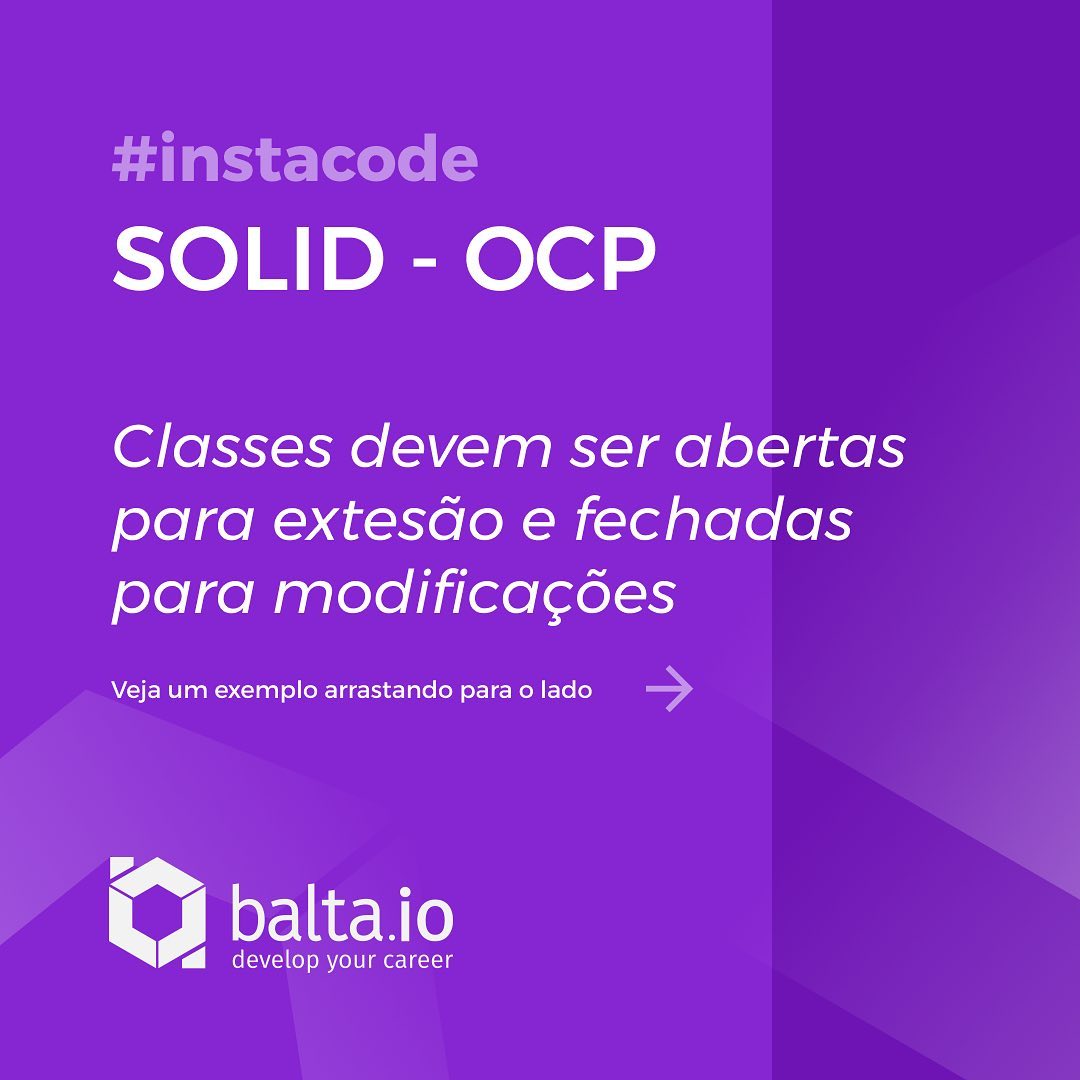 #instacode
SOLID - OCP
Classes devem ser abertas
para extesão e fechadas
para modificações
Veja um exemplo arrastando para o lado
balta.io
develop your career